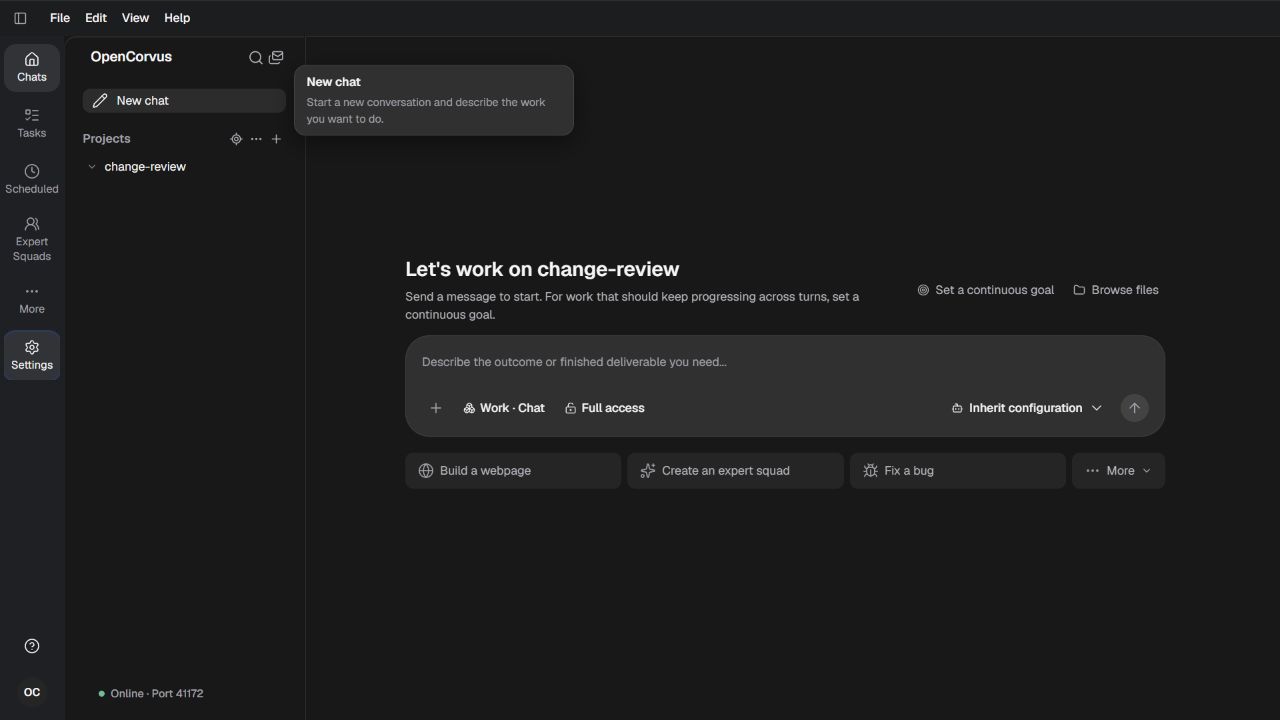 File Edit View Help
Chats
Tasks
Scheduled
Expert
Squads
More
Settings
OC
OpenCorvus
New chat
Projects
change-review
Online · Port 41172
New chat
Start a new conversation and describe the work
you want to do.
Let's work on change-review
Send a message to start. For work that should keep progressing across turns, set a
continuous goal.
Set a continuous goal
Browse files
Describe the outcome or finished deliverable you need...
Work · Chat
Full access
Inherit configuration
Build a webpage
Create an expert squad
Fix a bug
More